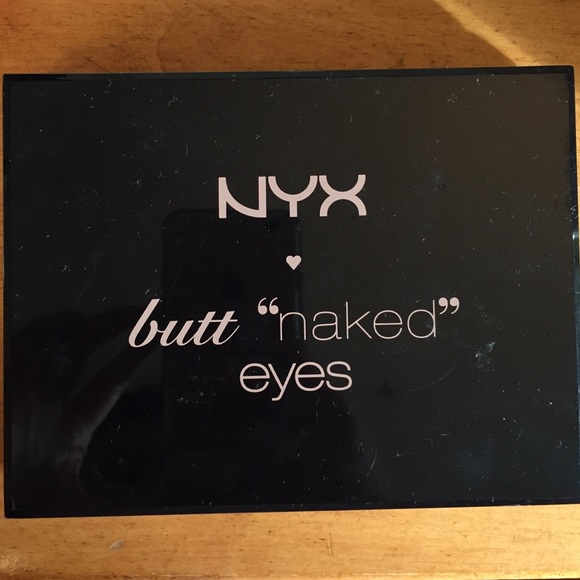 NYX
butt “naked”
eyes